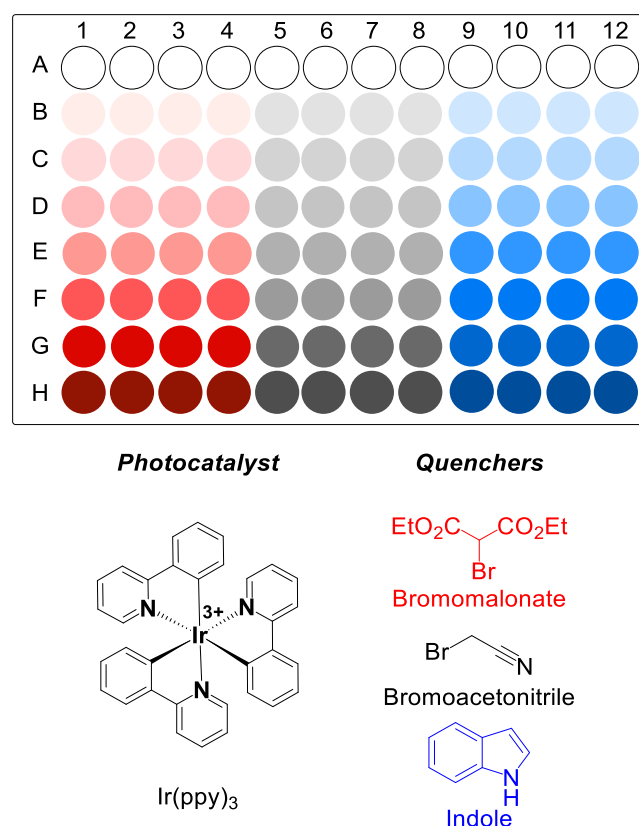 1 2 3 4 5 6 7 8 9 10 11 12
A
B
C
D
E
F
G
H
Photocatalyst
Quenchers
EtO₂C CO₂Et
Br
Bromomalonate
N 3+ N
Ir
N
Br N
Bromoacetonitrile
N
H
Ir(ppy)₃
Indole